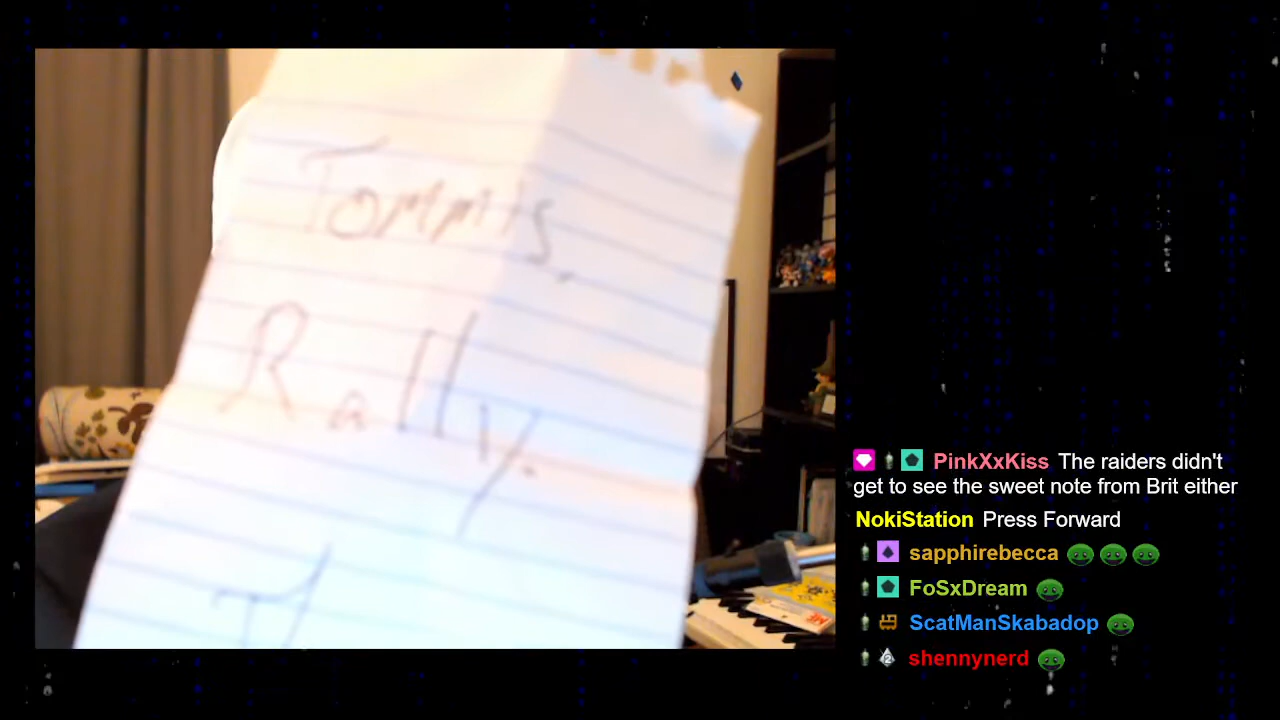 Tommis.
Rally.
PinkXxKiss The raiders didn't
get to see the sweet note from Brit either
NokiStation Press Forward
sapphirebecca
FoSxDream
ScatManSkabadop
shennynerd